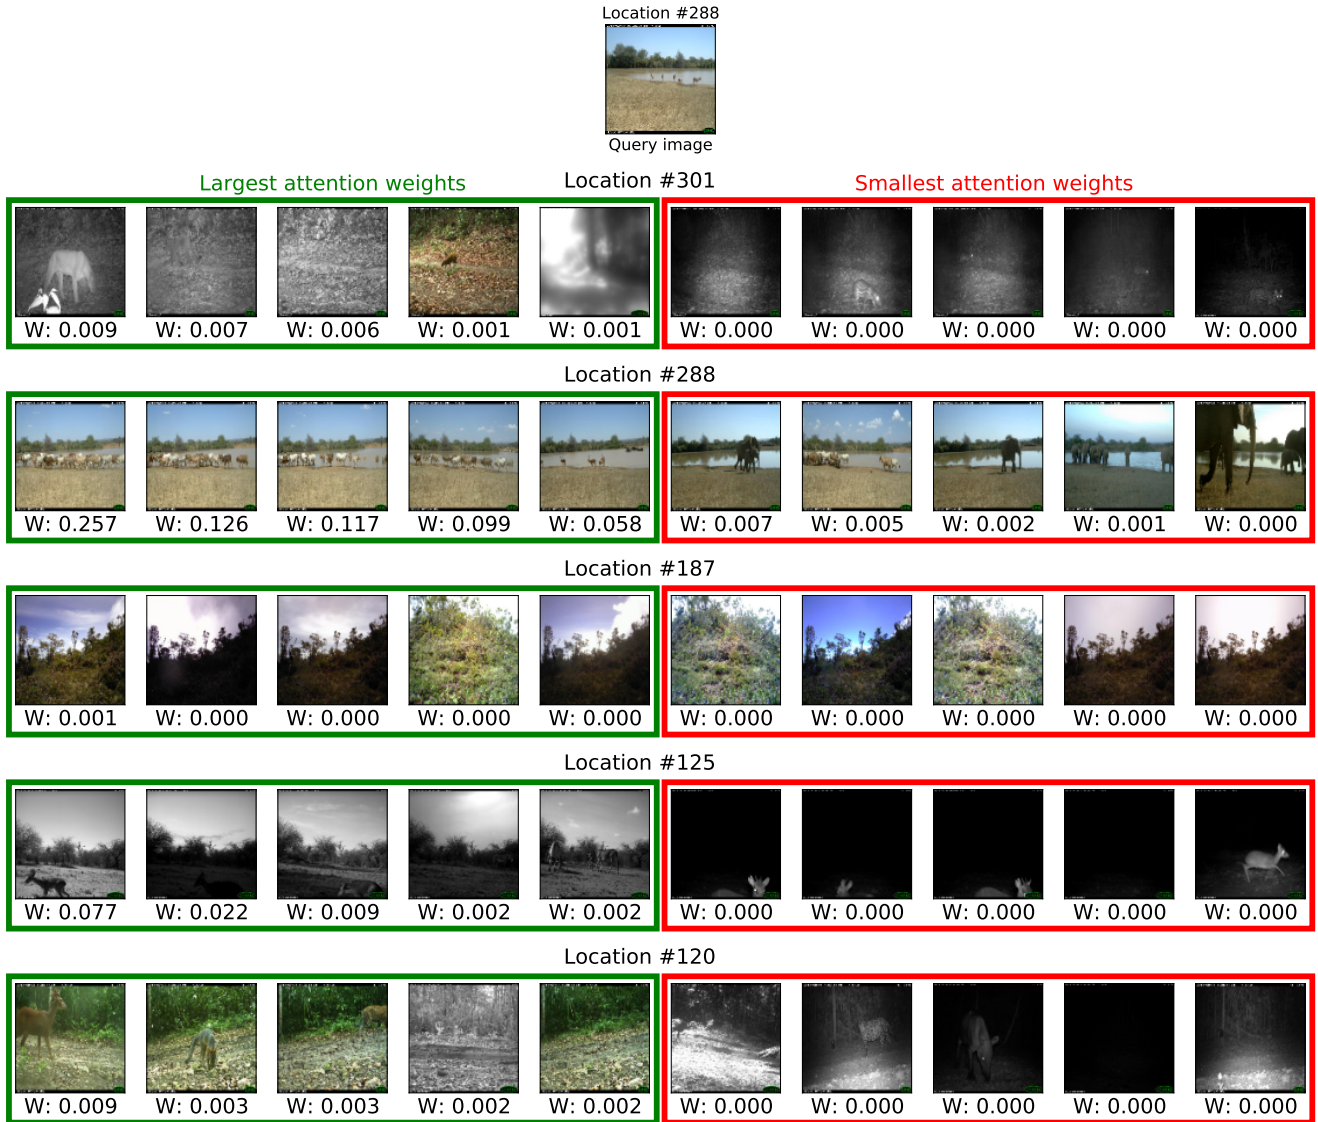 Location #288
Query image
Largest attention weights
Location #301
Smallest attention weights
W: 0.009 W: 0.007 W: 0.006 W: 0.001 W: 0.001 W: 0.000 W: 0.000 W: 0.000 W: 0.000 W: 0.000
Location #288
W: 0.257 W: 0.126 W: 0.117 W: 0.099 W: 0.058 W: 0.007 W: 0.005 W: 0.002 W: 0.001 W: 0.000
Location #187
W: 0.001 W: 0.000 W: 0.000 W: 0.000 W: 0.000 W: 0.000 W: 0.000 W: 0.000 W: 0.000 W: 0.000
Location #125
W: 0.077 W: 0.022 W: 0.009 W: 0.002 W: 0.002 W: 0.000 W: 0.000 W: 0.000 W: 0.000 W: 0.000
Location #120
W: 0.009 W: 0.003 W: 0.003 W: 0.002 W: 0.002 W: 0.000 W: 0.000 W: 0.000 W: 0.000 W: 0.000